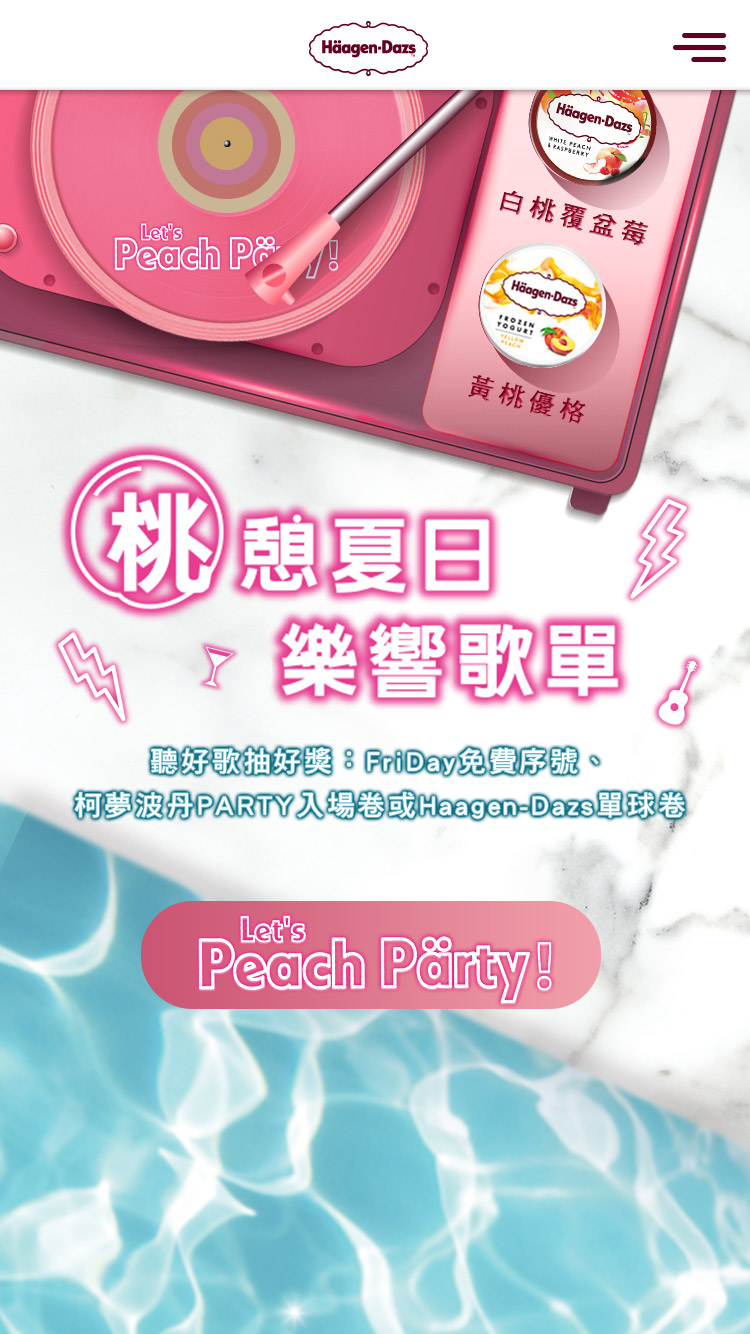 Häagen-Dazs
Häagen-Dazs
WHITE PEACH
& RASPBERRY
白桃覆盆莓
Let's
Peach Pä y!
Häagen-Dazs
FROZEN
YOGURT
YELLOW
PEACH
黃桃優格
桃憩夏日
樂響歌單
聽好歌抽好獎：FriDay免費序號、
柯夢波丹PARTY入場卷或Haagen-Dazs單球卷
Let's
Peach Pärty!